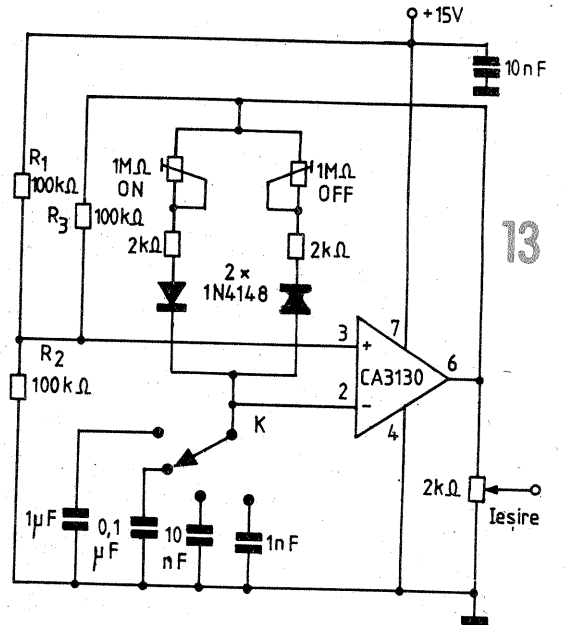 +15V
10nF
R1
100kΩ
R3
100kΩ
1MΩ
ON
1MΩ
OFF
2kΩ
2kΩ
2×
1N4148
13
R2
100kΩ
3
+
7
CA3130
6
2
−
4
K
1µF
0,1
µF
10
nF
1nF
2kΩ
Iesire